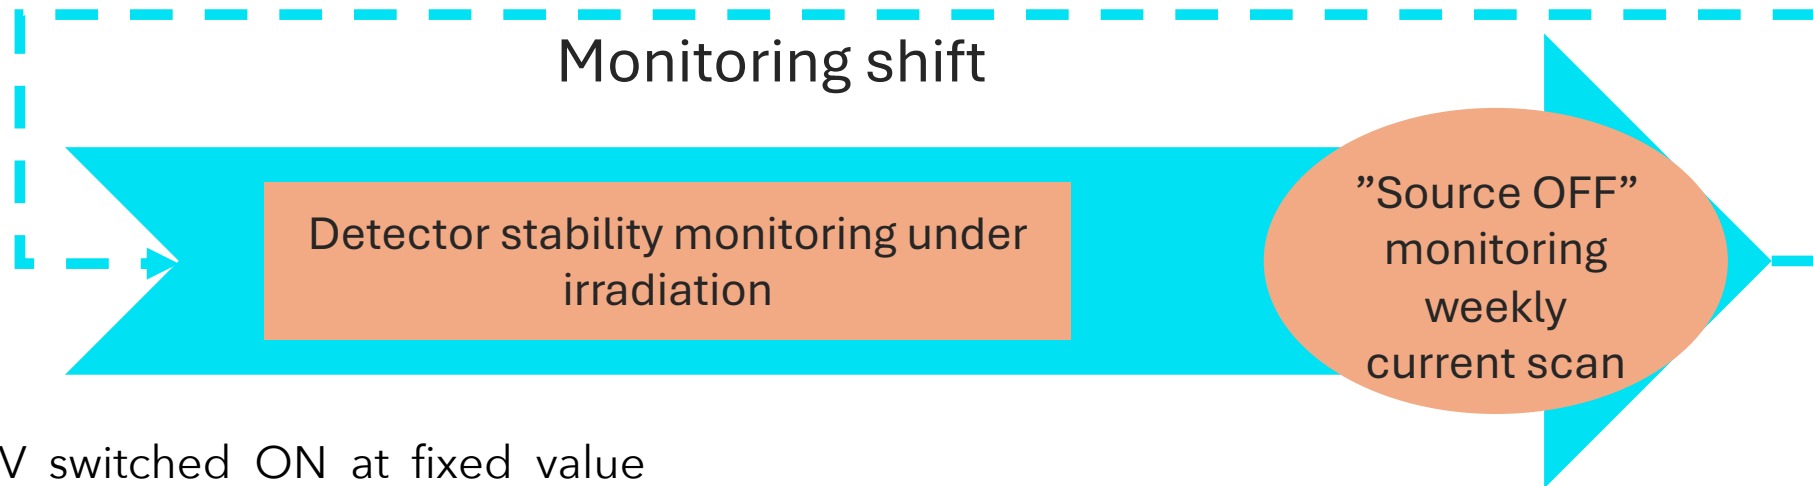 Monitoring shift
Detector stability monitoring under
irradiation
”Source OFF”
monitoring
weekly
current scan
V switched ON at fixed value